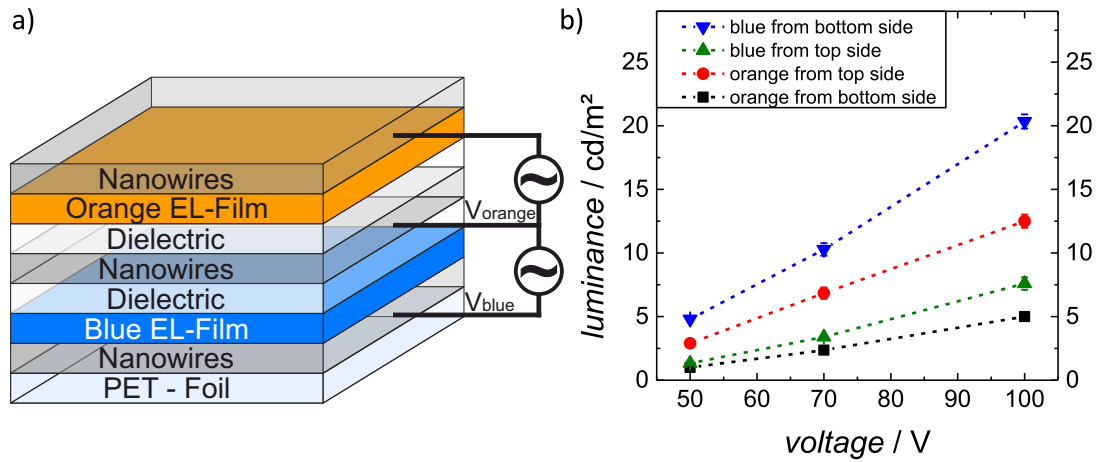 a)
Nanowires
Orange EL-Film
Dielectric
Nanowires
Dielectric
Blue EL-Film
Nanowires
PET - Foil
Vorange
Vblue
b)
blue from bottom side
blue from top side
orange from top side
orange from bottom side
luminance / cd/m²
25
20
15
10
5
0
25
20
15
10
5
0
50 60 70 80 90 100
voltage / V